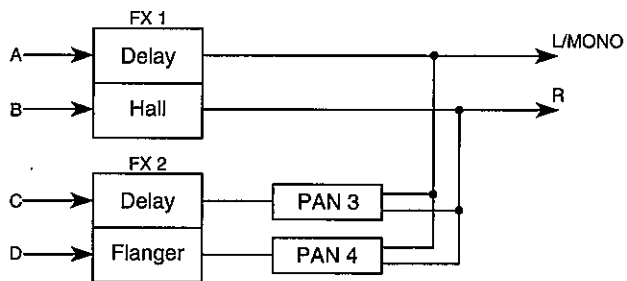 FX 1
L/MONO
A
Delay
R
B
Hall
FX 2
C
Delay
PAN 3
D
Flanger
PAN 4